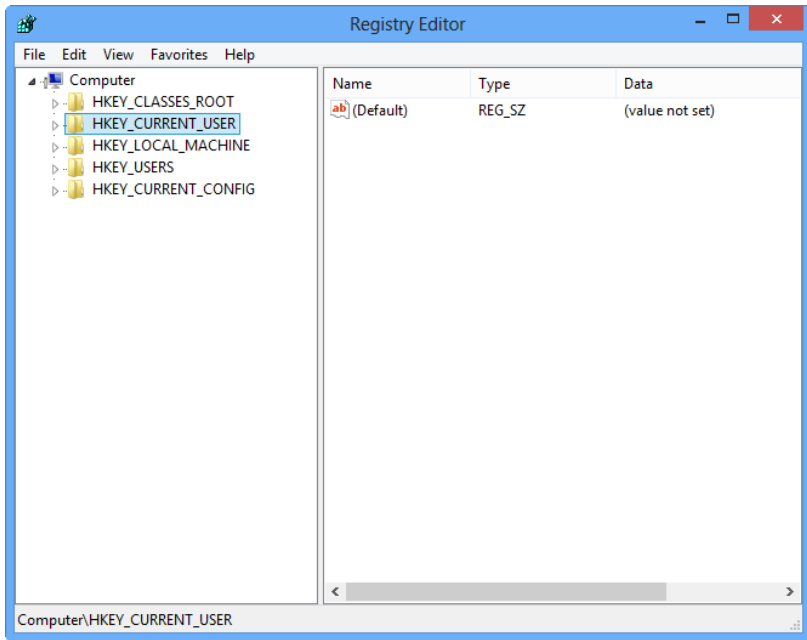 Registry Editor
File Edit View Favorites Help
Computer
HKEY_CLASSES_ROOT
HKEY_CURRENT_USER
HKEY_LOCAL_MACHINE
HKEY_USERS
HKEY_CURRENT_CONFIG
Name Type Data
ab (Default) REG_SZ (value not set)
Computer\HKEY_CURRENT_USER